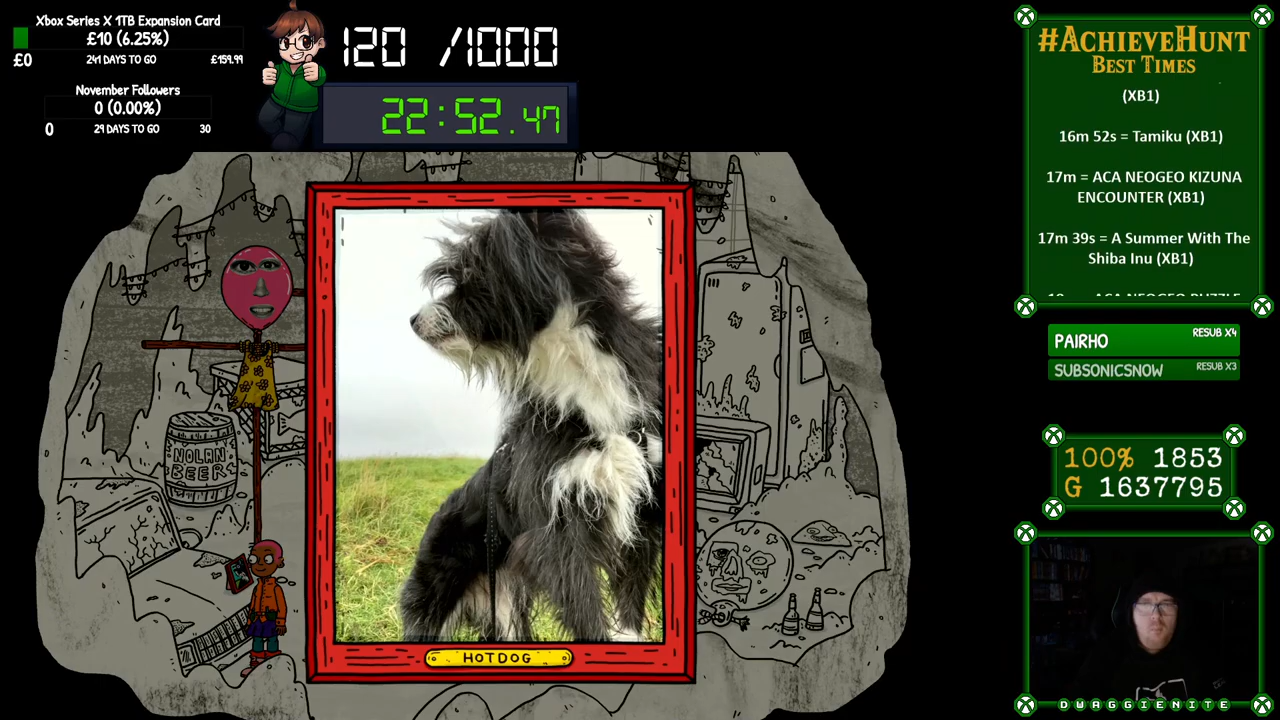 Xbox Series X 1TB Expansion Card
£10 (6.25%)
£0
241 DAYS TO GO
£159.99
November Followers
0 (0.00%)
0
29 DAYS TO GO
30
120 /1000
22:52.47
NOLAN
BEER
HOTDOG
#ACHIEVEHUNT
BEST TIMES
(XB1)
16m 52s = Tamiku (XB1)
17m = ACA NEOGEO KIZUNA
ENCOUNTER (XB1)
17m 39s = A Summer With The
Shiba Inu (XB1)
PAIRHO
RESUB X4
SUBSONICSNOW
RESUB X3
100% 1853
G 1637795
DWAGGIENITE